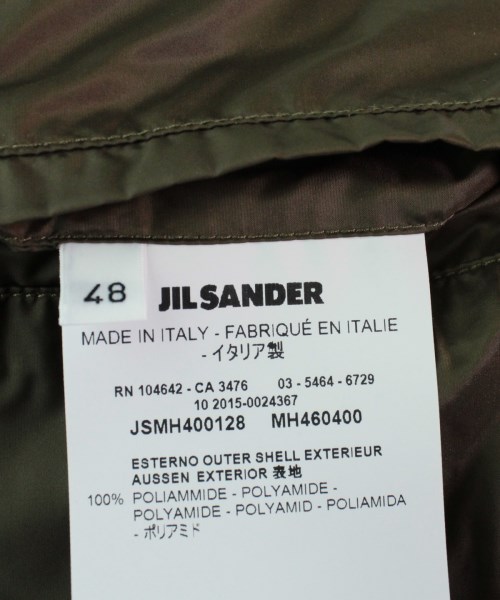 48
JIL SANDER
MADE IN ITALY - FABRIQUÉ EN ITALIE
- イタリア製
RN 104642 - CA 3476 03 - 5464 - 6729
10 2015-0024367
JSMH400128 MH460400
ESTERNO OUTER SHELL EXTERIEUR
AUSSEN EXTERIOR 表地
100% POLIAMMIDE - POLYAMIDE -
POLYAMIDE - POLYAMID - POLIAMIDA
- ポリアミド